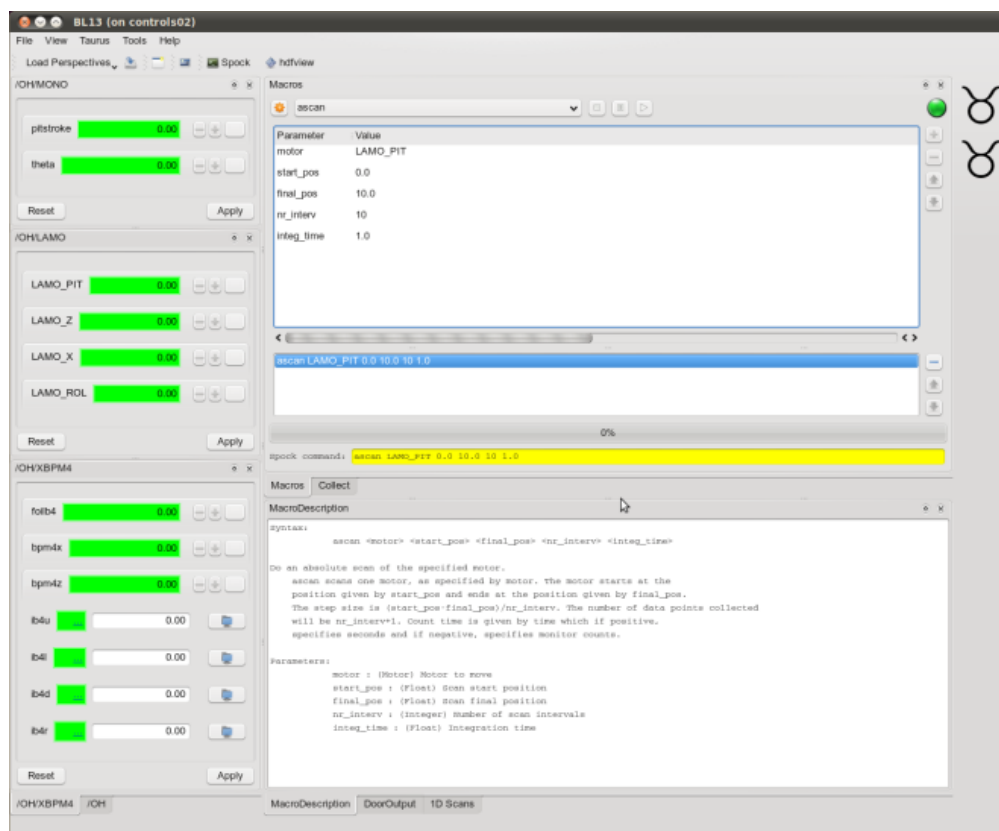 BL13 (on controls02)
File View Taurus Tools Help
Load Perspectives Spock hdfview
/OH/MONO
pitstroke 0.00
theta 0.00
Reset Apply
/OH/LAMO
LAMO_PIT 0.00
LAMO_Z 0.00
LAMO_X 0.00
LAMO_ROL 0.00
Reset Apply
/OH/XBPM4
foilb4 0.00
bpm4x 0.00
bpm4z 0.00
ib4u ... 0.00
ib4l ... 0.00
ib4d ... 0.00
ib4r ... 0.00
Reset Apply
/OH/XBPM4 /OH
Macros
ascan
Parameter Value
motor LAMO_PIT
start_pos 0.0
final_pos 10.0
nr_interv 10
integ_time 1.0
ascan LAMO_PIT 0.0 10.0 10 1.0
0%
Spock command: ascan LAMO_PIT 0.0 10.0 10 1.0
Macros Collect
MacroDescription
Syntax:
ascan <motor> <start_pos> <final_pos> <nr_interv> <integ_time>
Do an absolute scan of the specified motor.
ascan scans one motor, as specified by motor. The motor starts at the
position given by start_pos and ends at the position given by final_pos.
The step size is (start_pos-final_pos)/nr_interv. The number of data points collected
will be nr_interv+1. Count time is given by time which if positive,
specifies seconds and if negative, specifies monitor counts.
Parameters:
motor : (Motor) Motor to move
start_pos : (Float) Scan start position
final_pos : (Float) Scan final position
nr_interv : (Integer) Number of scan intervals
integ_time : (Float) Integration time
MacroDescription DoorOutput 1D Scans